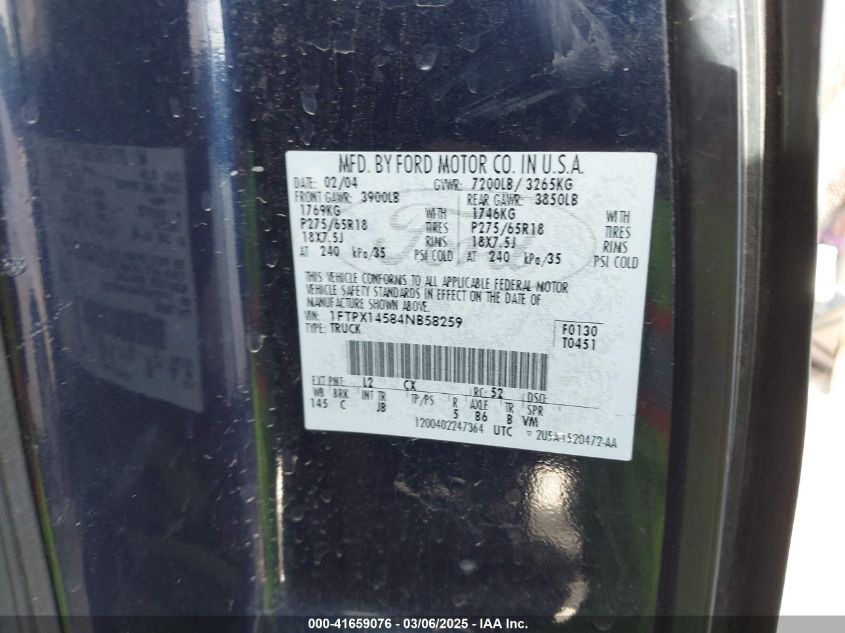 MFD. BY FORD MOTOR CO. IN U.S.A.
DATE: 02/04 GVWR: 7200LB / 3265KG
FRONT GAWR: 3900LB REAR GAWR: 3850LB
1769KG WITH 1746KG WITH
P275/65R18 TIRES P275/65R18 TIRES
18X7.5J RIMS 18X7.5J RIMS
AT 240 kPa/35 PSI COLD AT 240 kPa/35 PSI COLD
THIS VEHICLE CONFORMS TO ALL APPLICABLE FEDERAL MOTOR
VEHICLE SAFETY STANDARDS IN EFFECT ON THE DATE OF
MANUFACTURE SHOWN ABOVE.
VIN: 1FTPX14584NB58259 F0130
TYPE: TRUCK T0451
EXT PNT: L2 CX RC: 52 DSO:
WB BRK INT TR TP/PS R AXLE TR SPR
145 C JB 5 B6 B VM
1200402247364 UTC
000-41659076 - 03/06/2025 - IAA Inc.